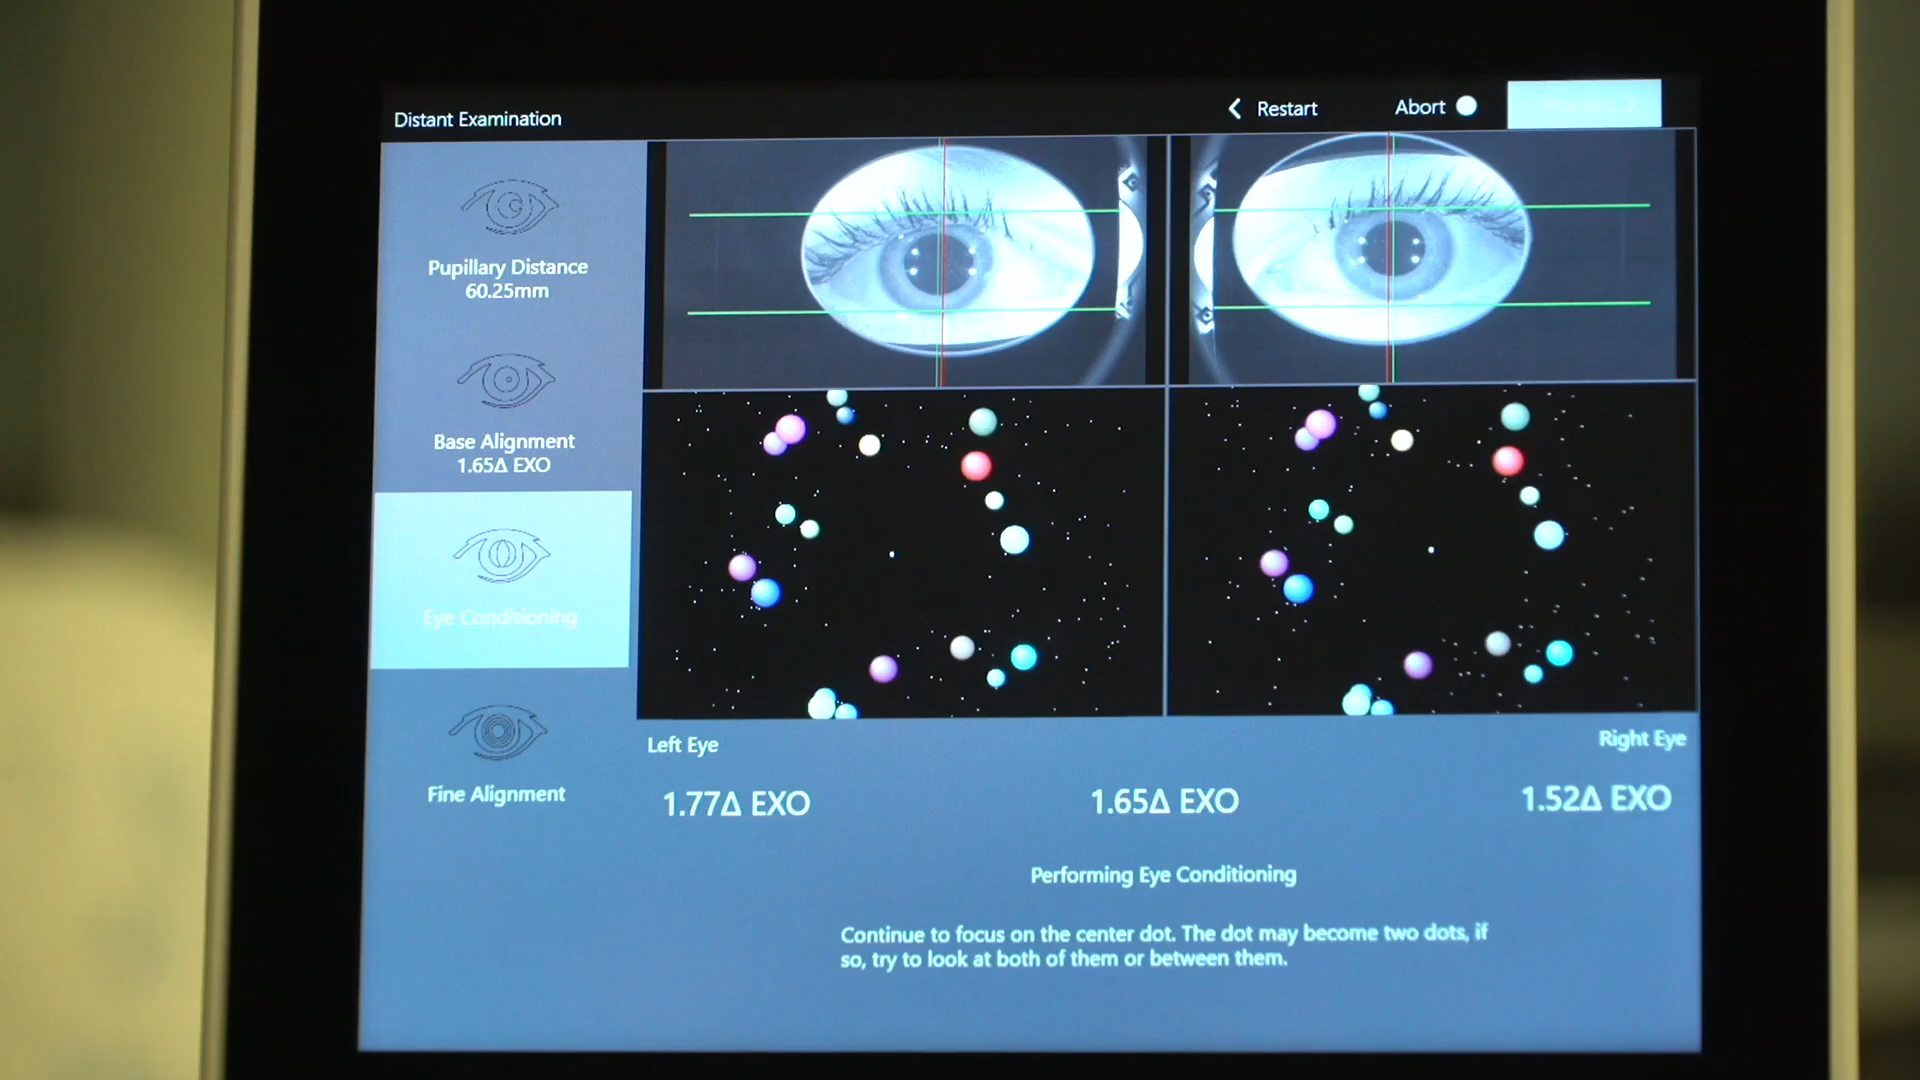 Distant Examination
Restart
Abort
Pupillary Distance
60.25mm
Base Alignment
1.65Δ EXO
Eye Conditioning
Fine Alignment
Left Eye
Right Eye
1.77Δ EXO
1.65Δ EXO
1.52Δ EXO
Performing Eye Conditioning
Continue to focus on the center dot. The dot may become two dots, if
so, try to look at both of them or between them.